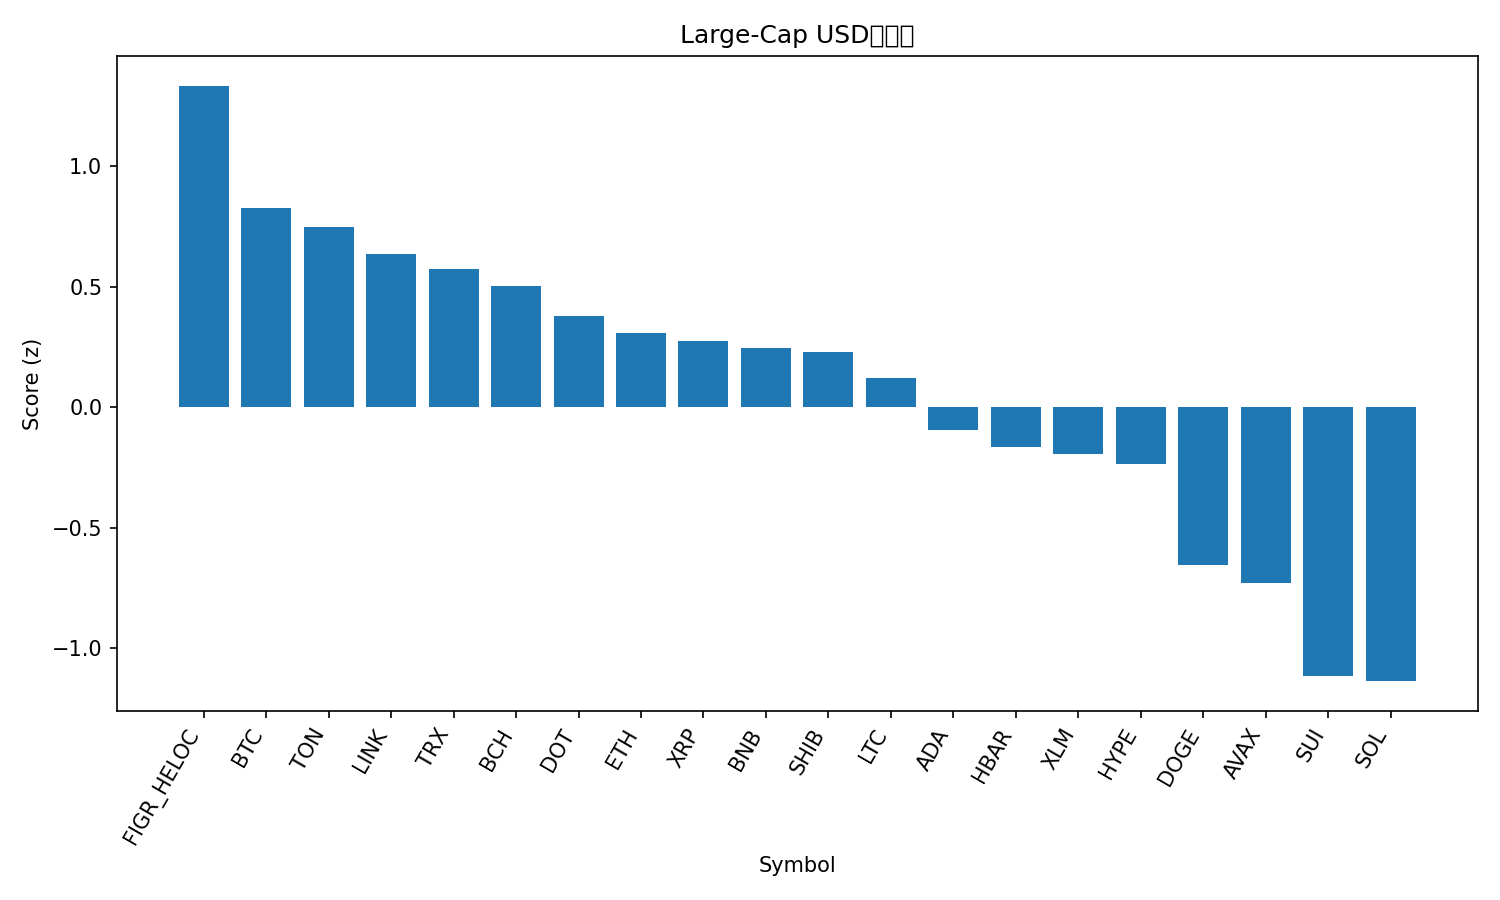 Large-Cap USD
1.0
0.5
0.0
−0.5
−1.0
Score (z)
FIGR_HELOC
BTC
TON
LINK
TRX
BCH
DOT
ETH
XRP
BNB
SHIB
LTC
ADA
HBAR
XLM
HYPE
DOGE
AVAX
SUI
SOL
Symbol